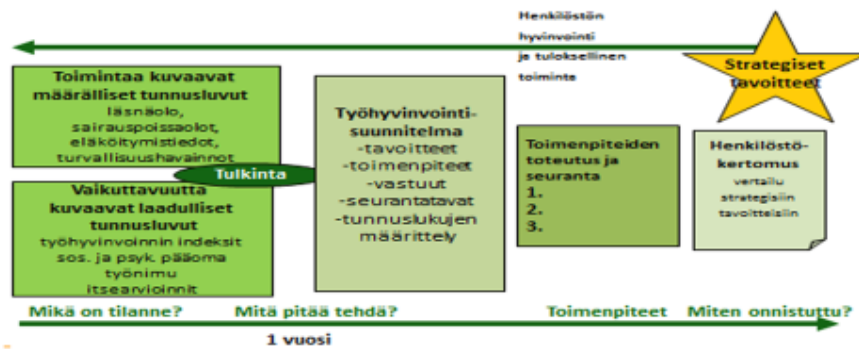 Henkilöstön
hyvinvointi
ja tuloksellinen
toiminta
Strategiset
tavoitteet
Toimintaa kuvaavat
määrälliset tunnusluvut
läsnäolo,
sairauspoissaolot,
eläköitymistiedot,
turvallisuushavainnot
Tulkinta
Vaikuttavuutta
kuvaavat laadulliset
tunnusluvut
työhyvinvoinnin indeksit
sos. ja psyk. pääoma
työnimu
itsearvioinnit
Työhyvinvointi-
suunnitelma
-tavoitteet
-toimenpiteet
-vastuut
-seurantatavat
-tunnuslukujen
määrittely
Toimenpiteiden
toteutus ja
seuranta
1.
2.
3.
Henkilöstö-
kertomus
vertailu
strategisiin
tavoitteisiin
Mikä on tilanne?
Mitä pitää tehdä?
Toimenpiteet
Miten onnistuttu?
1 vuosi